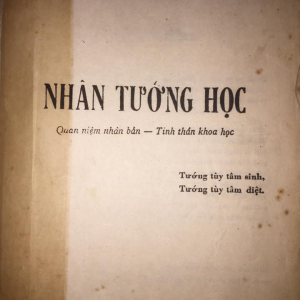 NHÂN TƯỚNG HỌC
Quan niệm nhân bản — Tinh thần khoa học
Tướng tùy tâm sinh,
Tướng tùy tâm diệt.